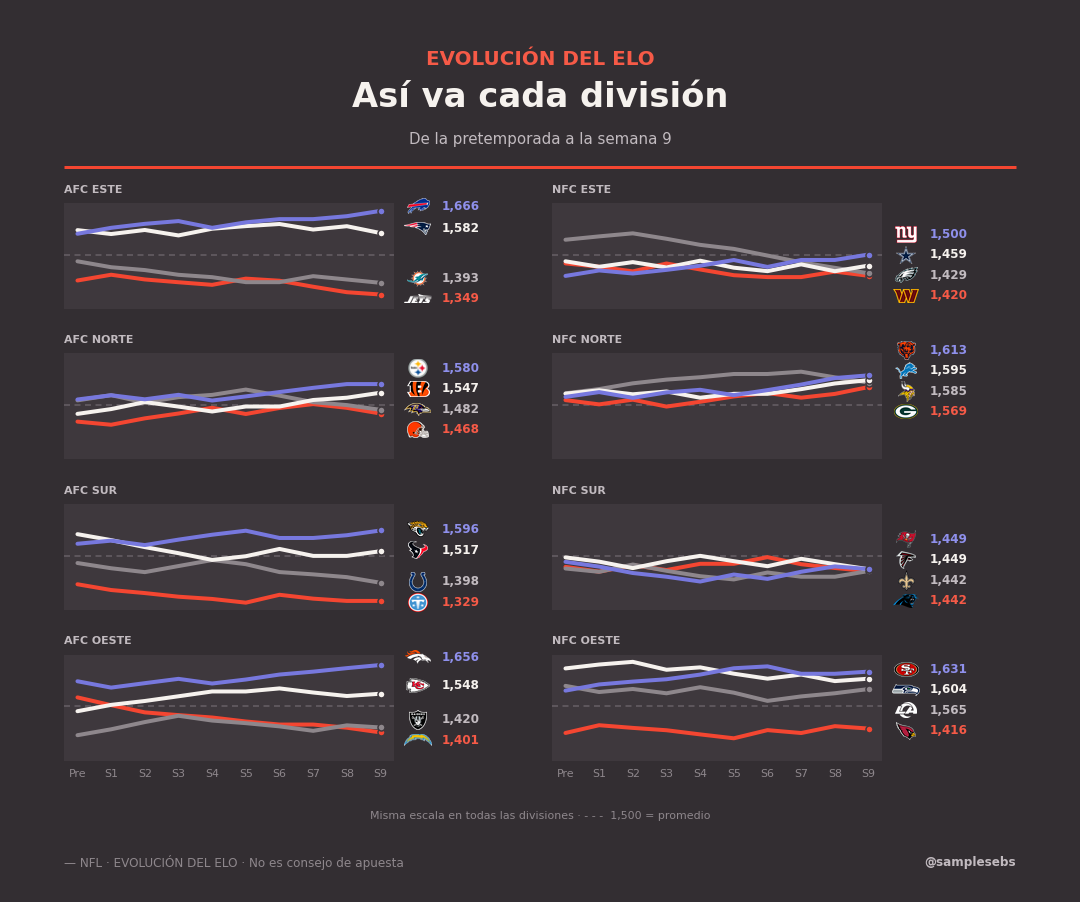 EVOLUCIÓN DEL ELO
Así va cada división
De la pretemporada a la semana 9
AFC ESTE
1,666
1,582
1,393
JETS
1,349
NFC ESTE
ny
1,500
1,459
1,429
W
1,420
AFC NORTE
1,580
B
1,547
1,482
1,468
NFC NORTE
1,613
1,595
1,585
G
1,569
AFC SUR
1,596
1,517
1,398
1,329
NFC SUR
1,449
1,449
1,442
1,442
AFC OESTE
1,656
KC
1,548
1,420
1,401
Pre S1 S2 S3 S4 S5 S6 S7 S8 S9
NFC OESTE
SF
1,631
1,604
1,565
1,416
Pre S1 S2 S3 S4 S5 S6 S7 S8 S9
Misma escala en todas las divisiones · - - - 1,500 = promedio
— NFL · EVOLUCIÓN DEL ELO · No es consejo de apuesta
@samplesebs